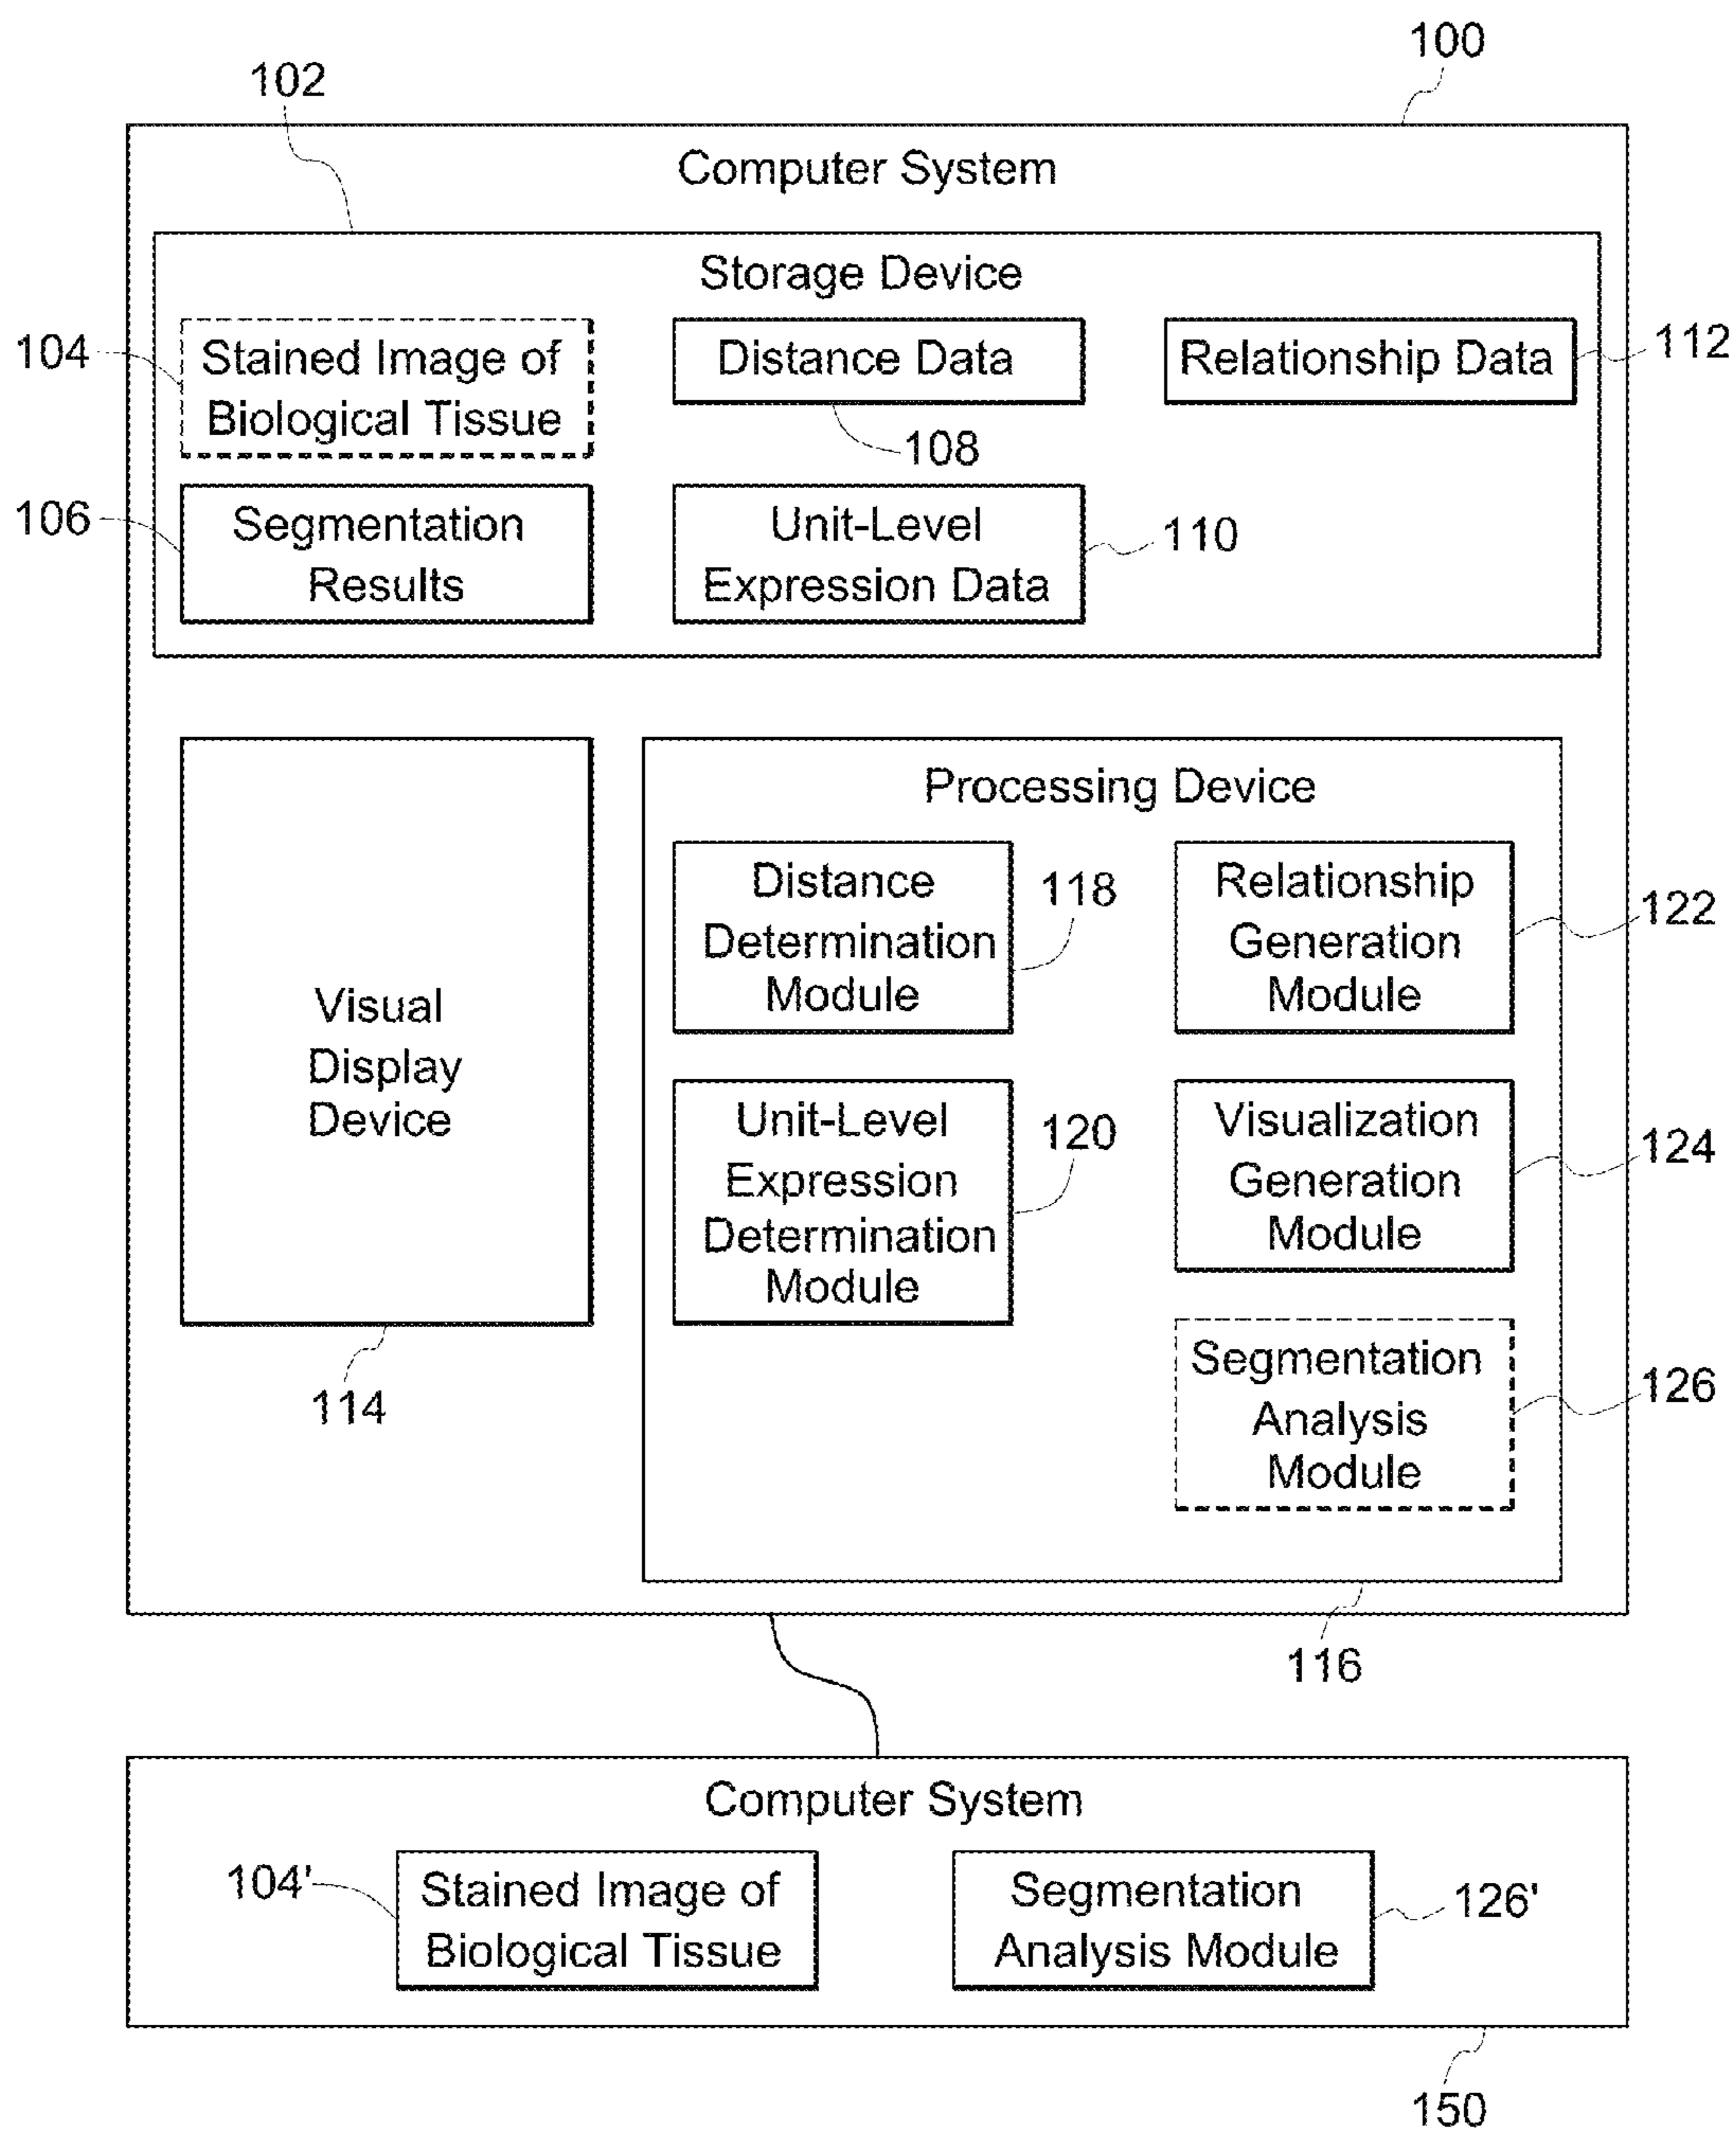 100
102
Computer System
Storage Device
104
Stained Image of
Biological Tissue
Distance Data
108
Relationship Data
112
106
Segmentation
Results
Unit-Level
Expression Data
110
Visual
Display
Device
114
Processing Device
Distance
Determination
Module
118
Relationship
Generation
Module
122
Unit-Level
Expression
Determination
Module
120
Visualization
Generation
Module
124
Segmentation
Analysis
Module
126
116
Computer System
104'
Stained Image of
Biological Tissue
Segmentation
Analysis Module
126'
150